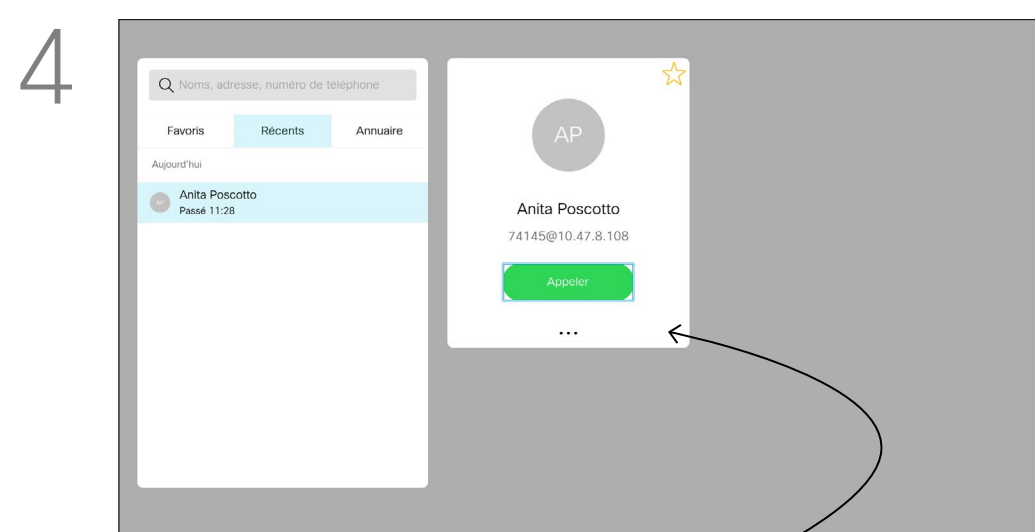 4
Noms, adresse, numéro de téléphone
Favoris Récents Annuaire
Aujourd'hui
AP
Anita Poscotto
Passé 11:28
AP
Anita Poscotto
74145@10.47.8.108
Appeler
...